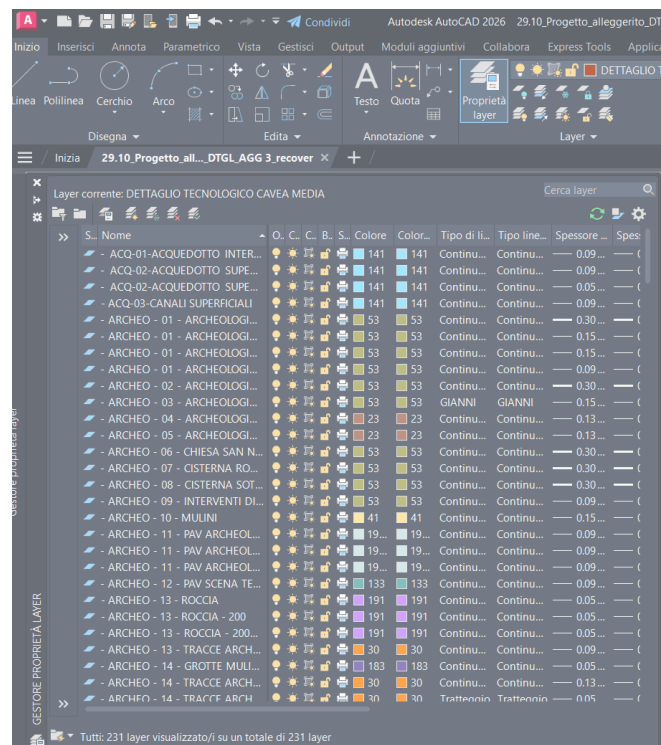 A Condividi Autodesk AutoCAD 2026 29.10_Progetto_alleggerito_DT
Inizio Inserisci Annota Parametrico Vista Gestisci Output Moduli aggiuntivi Collabora Express Tools Applica
DETTAGLIO T
Linea Polilinea Cerchio Arco Testo Quota Proprietà layer
Disegna Edita Annotazione Layer
Inizia 29.10_Progetto_all..._DTGL_AGG 3_recover
Layer corrente: DETTAGLIO TECNOLOGICO CAVEA MEDIA Cerca layer
S.. Nome O.. C.. C.. B.. S.. Colore Color... Tipo di li... Tipo line... Spessore ... Spes
- ACQ-01-ACQUEDOTTO INTER... 141 141 Continu... Continu... 0.09 ...
- ACQ-02-ACQUEDOTTO SUPE... 141 141 Continu... Continu... 0.09 ...
- ACQ-02-ACQUEDOTTO SUPE... 141 141 Continu... Continu... 0.05 ...
- ACQ-03-CANALI SUPERFICIALI 141 141 Continu... Continu... 0.09 ...
- ARCHEO - 01 - ARCHEOLOGI... 53 53 Continu... Continu... 0.30 ...
- ARCHEO - 01 - ARCHEOLOGI... 53 53 Continu... Continu... 0.15 ...
- ARCHEO - 01 - ARCHEOLOGI... 53 53 Continu... Continu... 0.15 ...
- ARCHEO - 01 - ARCHEOLOGI... 53 53 Continu... Continu... 0.09 ...
- ARCHEO - 02 - ARCHEOLOGI... 53 53 Continu... Continu... 0.30 ...
- ARCHEO - 03 - ARCHEOLOGI... 53 53 GIANNI GIANNI 0.15 ...
- ARCHEO - 04 - ARCHEOLOGI... 23 23 Continu... Continu... 0.13 ...
- ARCHEO - 05 - ARCHEOLOGI... 23 23 Continu... Continu... 0.13 ...
- ARCHEO - 06 - CHIESA SAN N... 53 53 Continu... Continu... 0.30 ...
- ARCHEO - 07 - CISTERNA RO... 53 53 Continu... Continu... 0.30 ...
- ARCHEO - 08 - CISTERNA SOT... 53 53 Continu... Continu... 0.30 ...
- ARCHEO - 09 - INTERVENTI DI... 53 53 Continu... Continu... 0.09 ...
- ARCHEO - 10 - MULINI 41 41 Continu... Continu... 0.15 ...
- ARCHEO - 11 - PAV ARCHEOL... 19... 19... Continu... Continu... 0.09 ...
- ARCHEO - 11 - PAV ARCHEOL... 19... 19... Continu... Continu... 0.09 ...
- ARCHEO - 11 - PAV ARCHEOL... 19... 19... Continu... Continu... 0.09 ...
- ARCHEO - 12 - PAV SCENA TE... 133 133 Continu... Continu... 0.09 ...
- ARCHEO - 13 - ROCCIA 191 191 Continu... Continu... 0.05 ...
- ARCHEO - 13 - ROCCIA - 200 191 191 Continu... Continu... 0.05 ...
- ARCHEO - 13 - ROCCIA - 200... 191 191 Continu... Continu... 0.05 ...
- ARCHEO - 13 - TRACCE ARCH... 30 30 Continu... Continu... 0.09 ...
- ARCHEO - 14 - GROTTE MULI... 183 183 Continu... Continu... 0.05 ...
- ARCHEO - 14 - TRACCE ARCH... 30 30 Continu... Continu... 0.13 ...
- ARCHEO - 14 - TRACCE ARCH... 30 30 Tratteggio Tratteggio 0.05 ...
GESTORE PROPRIETÀ LAYER
Tutti: 231 layer visualizzato/i su un totale di 231 layer